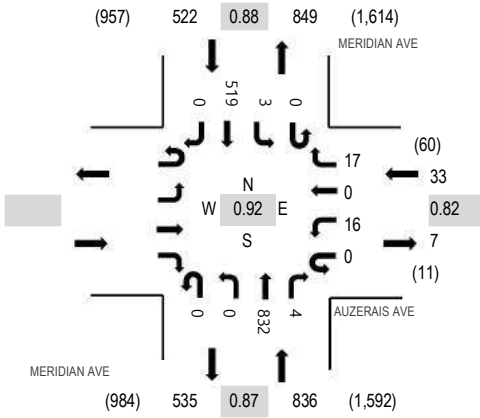 (957) 522 0.88 849 (1,614)
MERIDIAN AVE
0 519 3 0
17
(60)
33
N
0
W 0.92 E
0.82
16
7
S
0
(11)
0 0 832 4
AUZERAIS AVE
MERIDIAN AVE
(984) 535 0.87 836 (1,592)